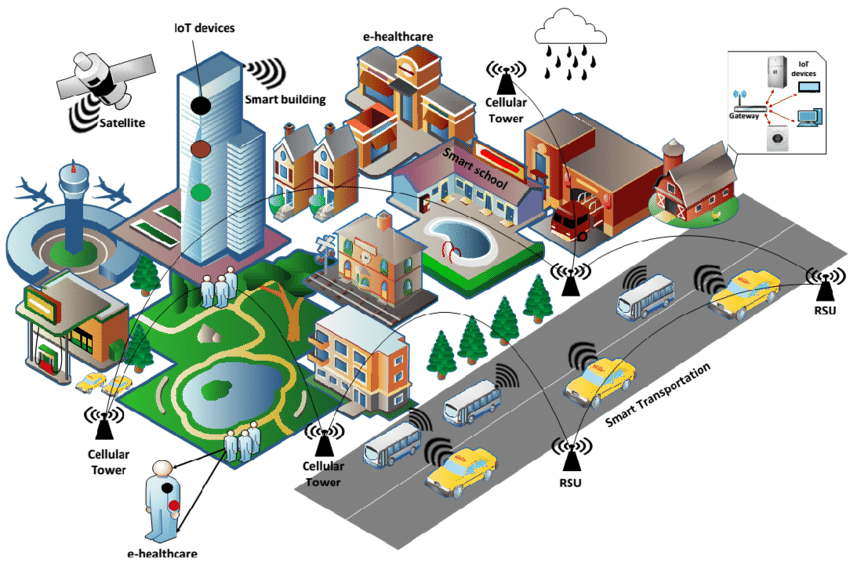 IoT devices
e-healthcare
Cellular
Tower
IoT
devices
Gateway
Smart building
Satellite
Smart school
RSU
Smart Transportation
Cellular
Tower
Cellular
Tower
RSU
e-healthcare